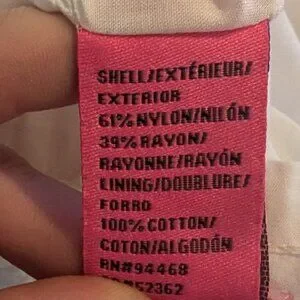 SHELL/EXTÉRIEUR/
EXTERIOR
61% NYLON/NILÓN
39% RAYON/
RAYONNE/RAYÓN
LINING/DOUBLURE/
FORRO
100% COTTON/
COTON/ALGODÓN
RN#94468